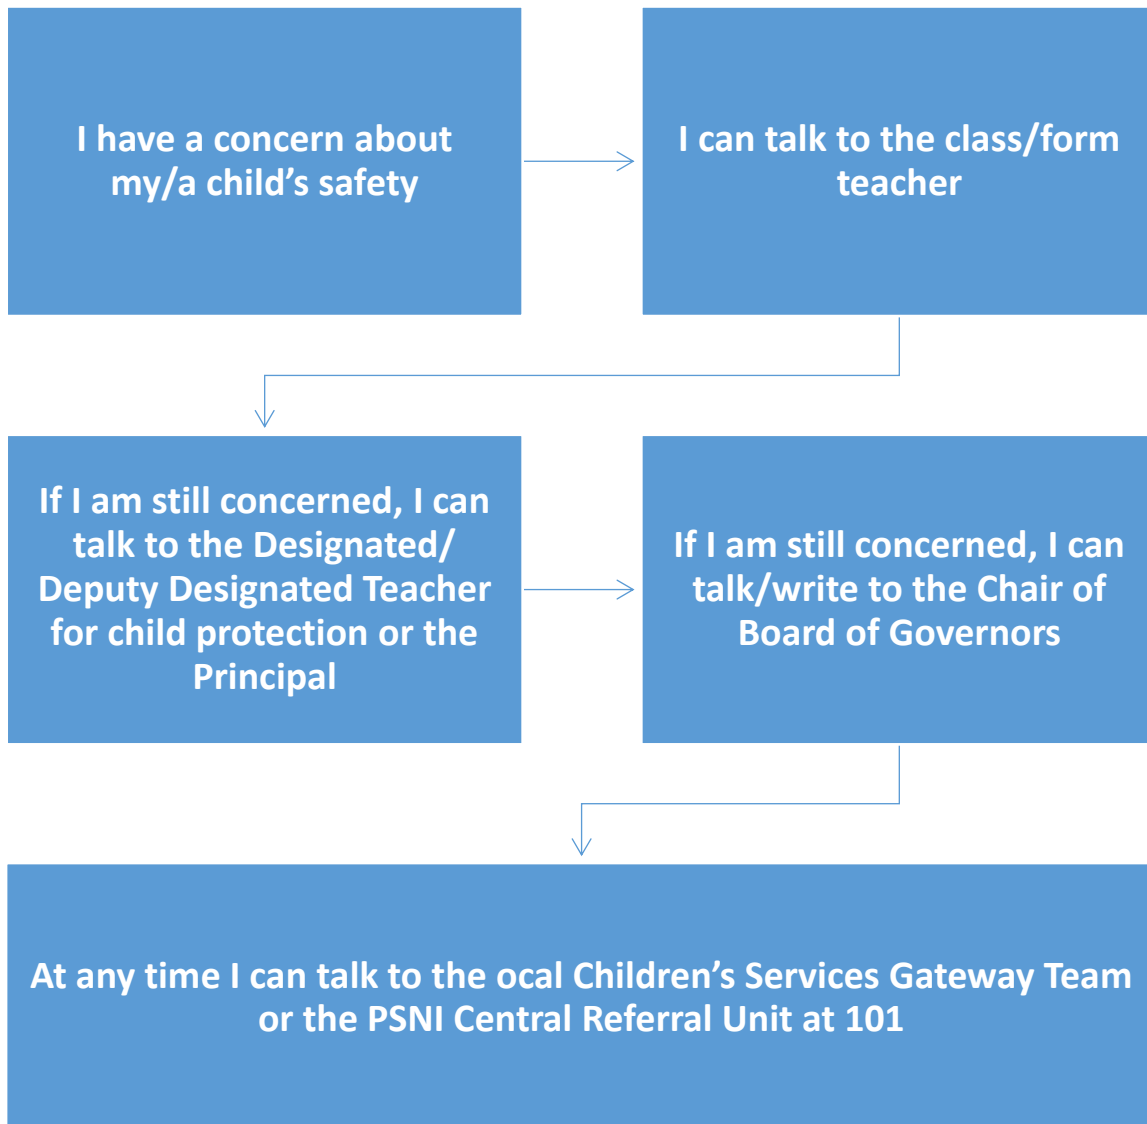 I have a concern about
my/a child’s safety
I can talk to the class/form
teacher
If I am still concerned, I can
talk to the Designated/
Deputy Designated Teacher
for child protection or the
Principal
If I am still concerned, I can
talk/write to the Chair of
Board of Governors
At any time I can talk to the ocal Children’s Services Gateway Team
or the PSNI Central Referral Unit at 101